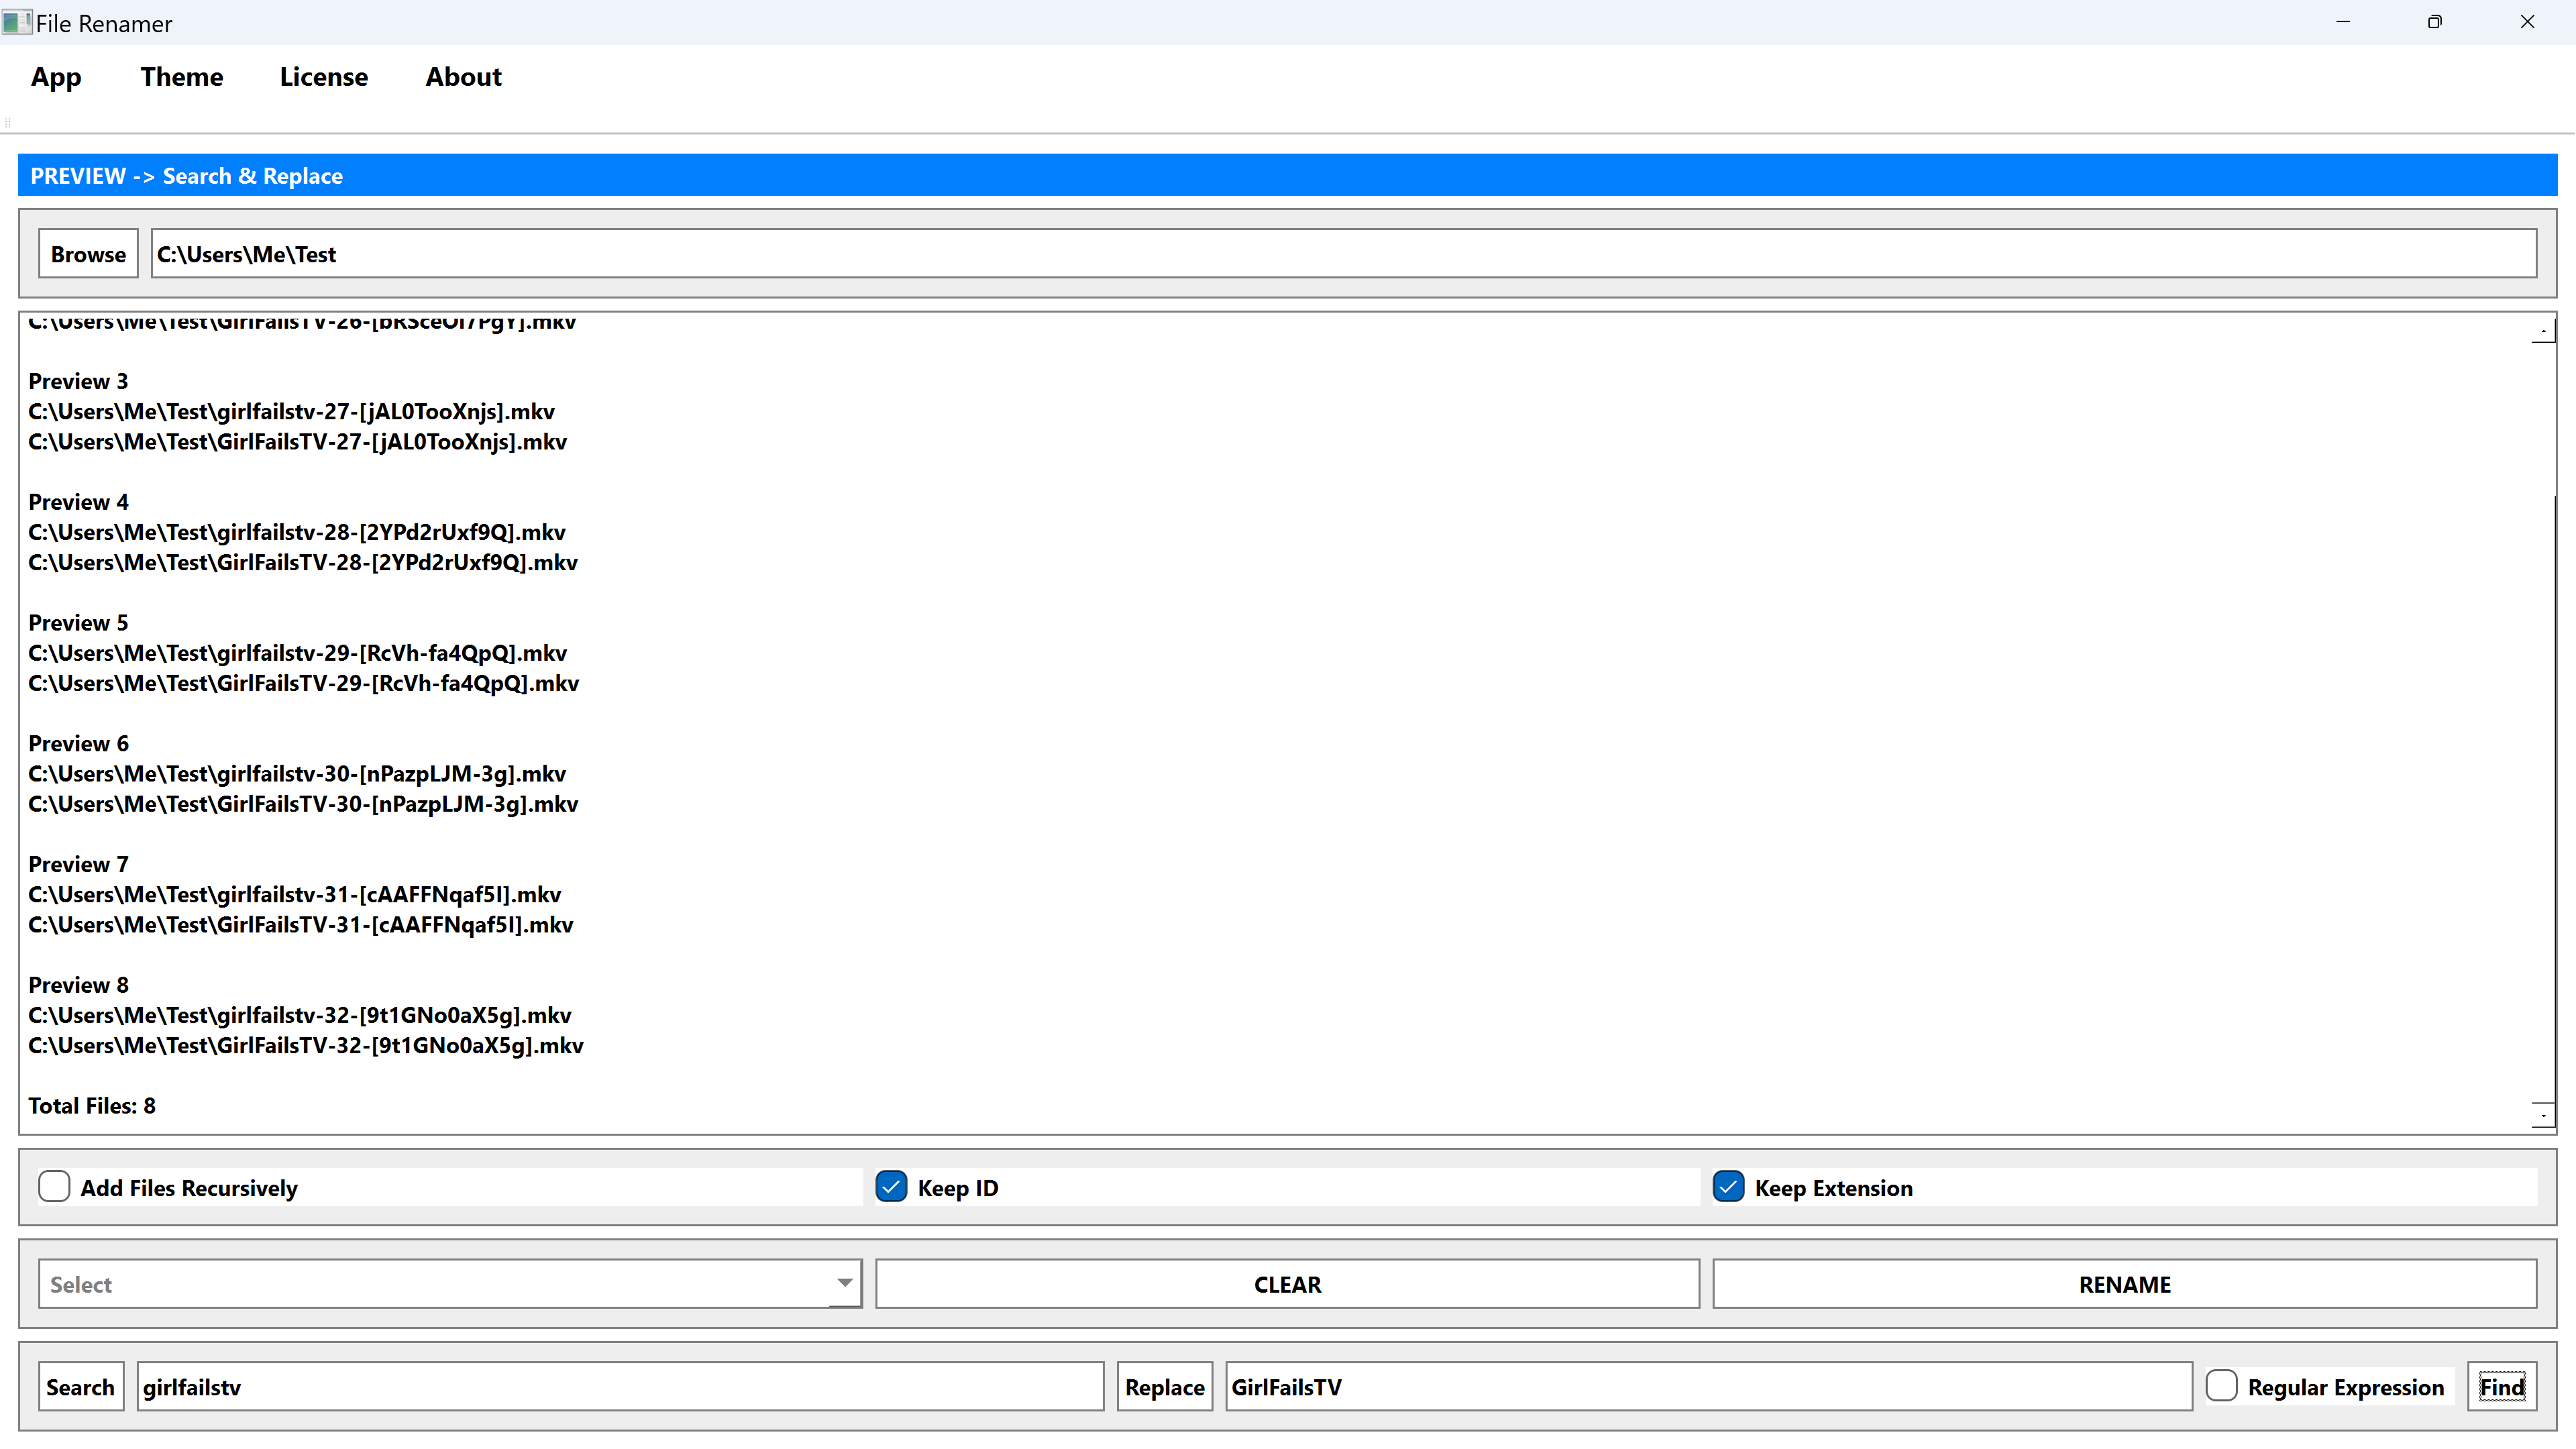 File Renamer
App Theme License About
PREVIEW -> Search & Replace
Browse C:\Users\Me\Test
C:\Users\Me\Test\GirlFailsTV-26-[bRSceOi7PgY].mkv
Preview 3
C:\Users\Me\Test\girlfailstv-27-[jAL0TooXnjs].mkv
C:\Users\Me\Test\GirlFailsTV-27-[jAL0TooXnjs].mkv
Preview 4
C:\Users\Me\Test\girlfailstv-28-[2YPd2rUxf9Q].mkv
C:\Users\Me\Test\GirlFailsTV-28-[2YPd2rUxf9Q].mkv
Preview 5
C:\Users\Me\Test\girlfailstv-29-[RcVh-fa4QpQ].mkv
C:\Users\Me\Test\GirlFailsTV-29-[RcVh-fa4QpQ].mkv
Preview 6
C:\Users\Me\Test\girlfailstv-30-[nPazpLJM-3g].mkv
C:\Users\Me\Test\GirlFailsTV-30-[nPazpLJM-3g].mkv
Preview 7
C:\Users\Me\Test\girlfailstv-31-[cAAFFNqaf5I].mkv
C:\Users\Me\Test\GirlFailsTV-31-[cAAFFNqaf5I].mkv
Preview 8
C:\Users\Me\Test\girlfailstv-32-[9t1GNo0aX5g].mkv
C:\Users\Me\Test\GirlFailsTV-32-[9t1GNo0aX5g].mkv
Total Files: 8
Add Files Recursively Keep ID Keep Extension
Select CLEAR RENAME
Search girlfailstv Replace GirlFailsTV Regular Expression Find